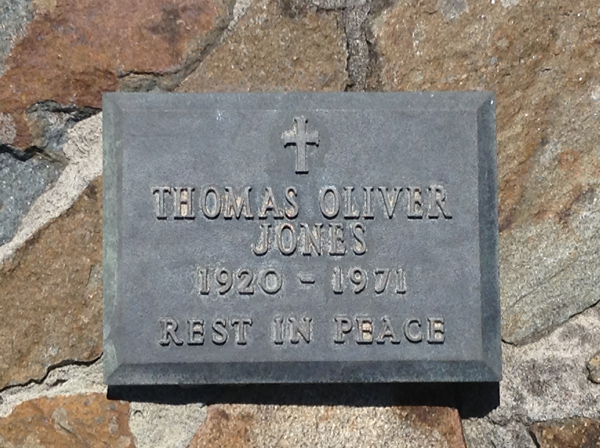 THOMAS OLIVER
JONES
1920 - 1971
REST IN PEACE